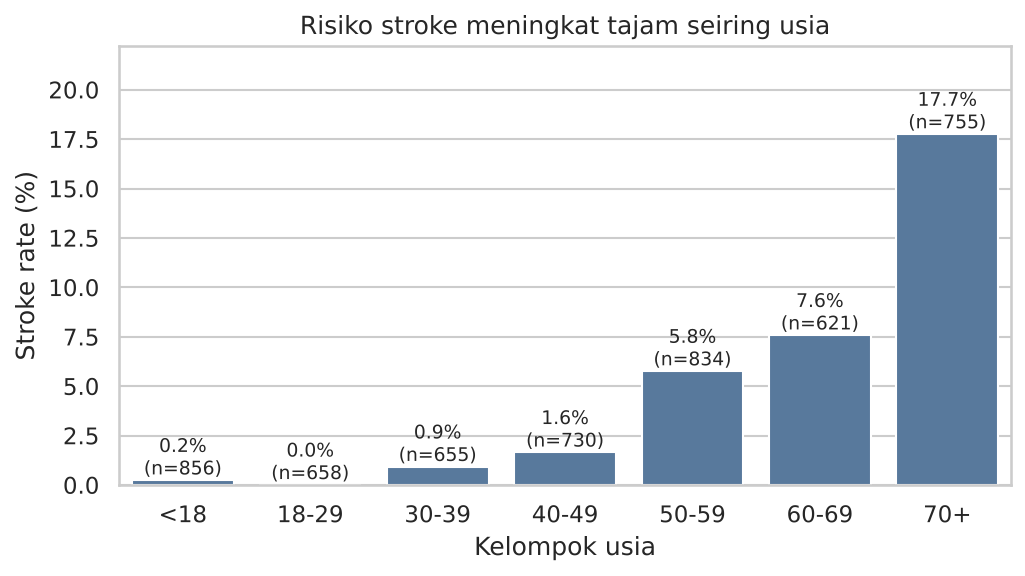 Risiko stroke meningkat tajam seiring usia
Stroke rate (%)
20.0
17.5
15.0
12.5
10.0
7.5
5.0
2.5
0.0
0.2%
(n=856)
0.0%
(n=658)
0.9%
(n=655)
1.6%
(n=730)
5.8%
(n=834)
7.6%
(n=621)
17.7%
(n=755)
<18 18-29 30-39 40-49 50-59 60-69 70+
Kelompok usia